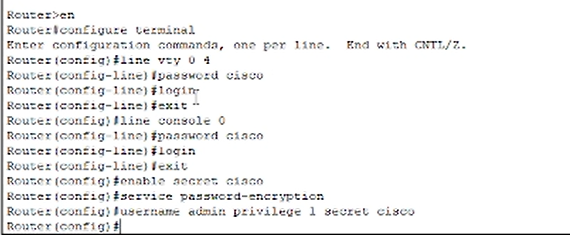 Router>en
Router#configure terminal
Enter configuration commands, one per line.  End with CNTL/Z.
Router(config)#line vty 0 4
Router(config-line)#password cisco
Router(config-line)#login
Router(config-line)#exit
Router(config)#line console 0
Router(config-line)#password cisco
Router(config-line)#login
Router(config-line)#exit
Router(config)#enable secret cisco
Router(config)#service password-encryption
Router(config)#username admin privilege 1 secret cisco
Router(config)#